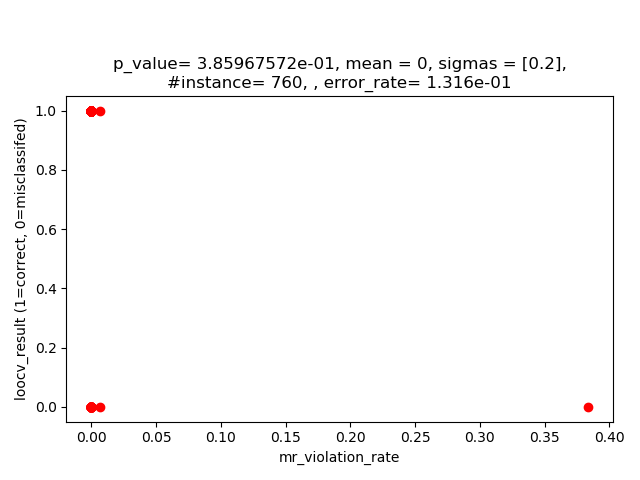 p_value= 3.85967572e-01, mean = 0, sigmas = [0.2],
#instance= 760, , error_rate= 1.316e-01
1.0
0.8
0.6
0.4
0.2
0.0
loocv_result (1=correct, 0=misclassifed)
0.00 0.05 0.10 0.15 0.20 0.25 0.30 0.35 0.40
mr_violation_rate